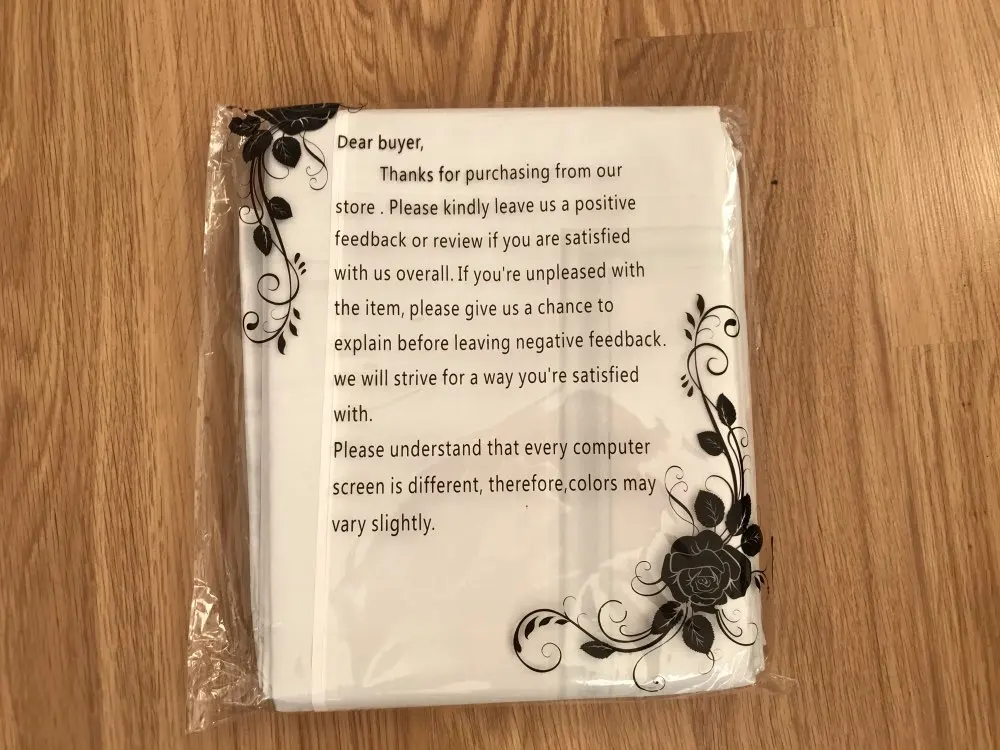 Dear buyer,
Thanks for purchasing from our
store . Please kindly leave us a positive
feedback or review if you are satisfied
with us overall. If you're unpleased with
the item, please give us a chance to
explain before leaving negative feedback.
we will strive for a way you're satisfied
with.
Please understand that every computer
screen is different, therefore,colors may
vary slightly.